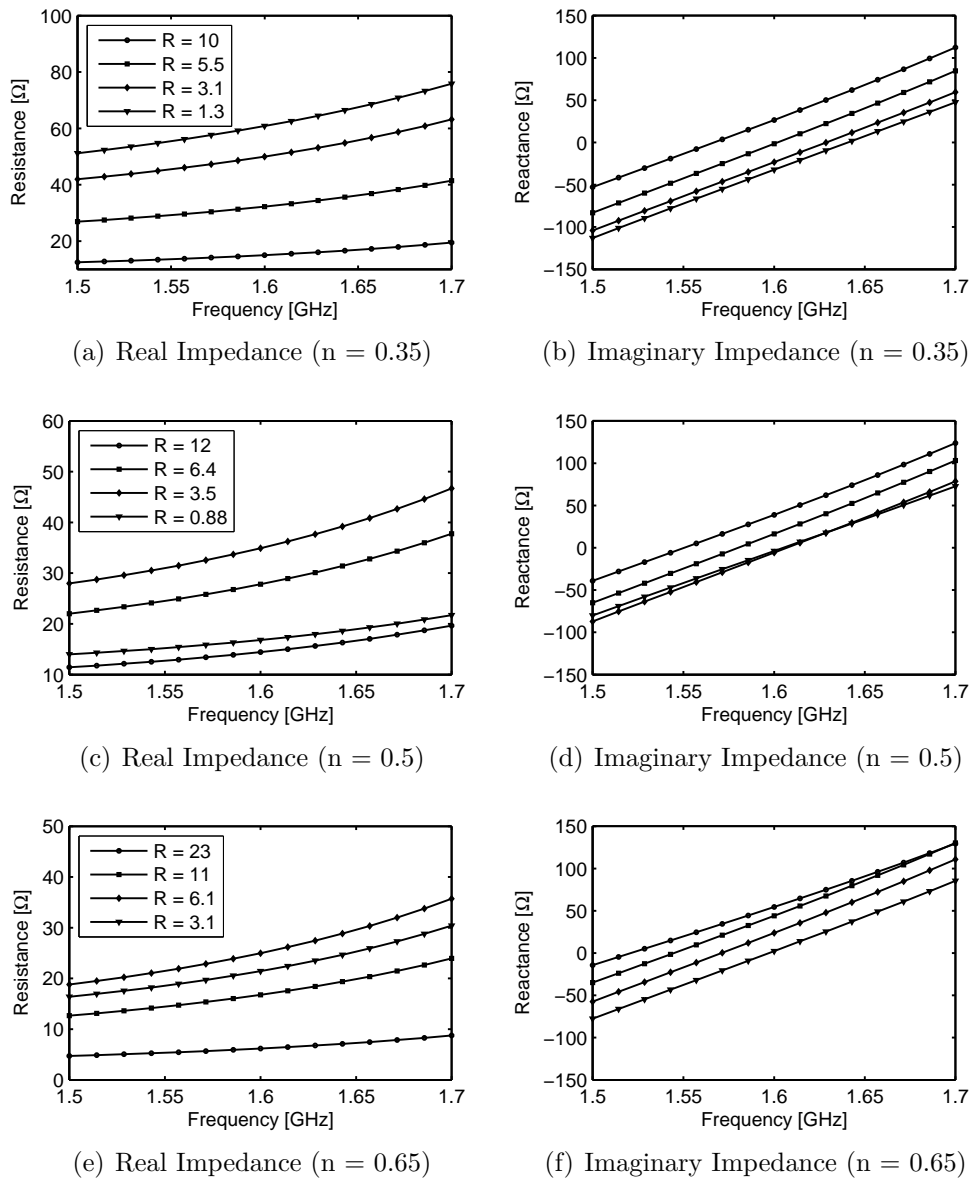 100
80
60
40
20
Resistance [Ω]
R = 10
R = 5.5
R = 3.1
R = 1.3
1.5
1.55
1.6
1.65
1.7
Frequency [GHz]
(a) Real Impedance (n = 0.35)
150
100
50
0
−50
−100
−150
Reactance [Ω]
1.5
1.55
1.6
1.65
1.7
Frequency [GHz]
(b) Imaginary Impedance (n = 0.35)
60
50
40
30
20
10
Resistance [Ω]
R = 12
R = 6.4
R = 3.5
R = 0.88
1.5
1.55
1.6
1.65
1.7
Frequency [GHz]
(c) Real Impedance (n = 0.5)
150
100
50
0
−50
−100
−150
Reactance [Ω]
1.5
1.55
1.6
1.65
1.7
Frequency [GHz]
(d) Imaginary Impedance (n = 0.5)
50
40
30
20
10
0
Resistance [Ω]
R = 23
R = 11
R = 6.1
R = 3.1
1.5
1.55
1.6
1.65
1.7
Frequency [GHz]
(e) Real Impedance (n = 0.65)
150
100
50
0
−50
−100
−150
Reactance [Ω]
1.5
1.55
1.6
1.65
1.7
Frequency [GHz]
(f) Imaginary Impedance (n = 0.65)